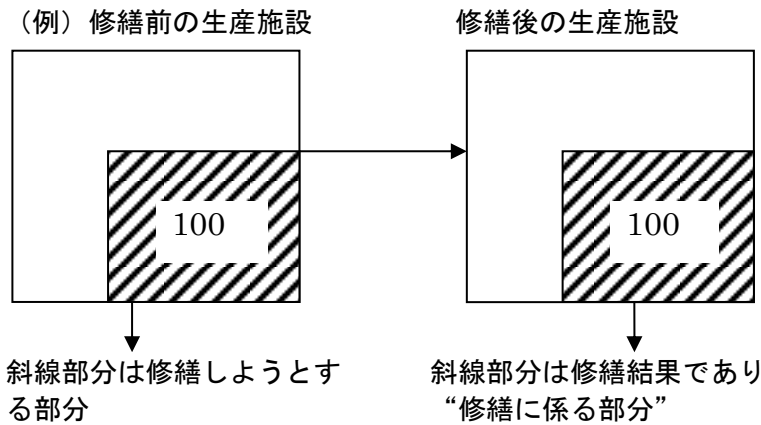 （例）修繕前の生産施設
修繕後の生産施設
100
100
斜線部分は修繕しようとす
る部分
斜線部分は修繕結果であり
“修繕に係る部分”